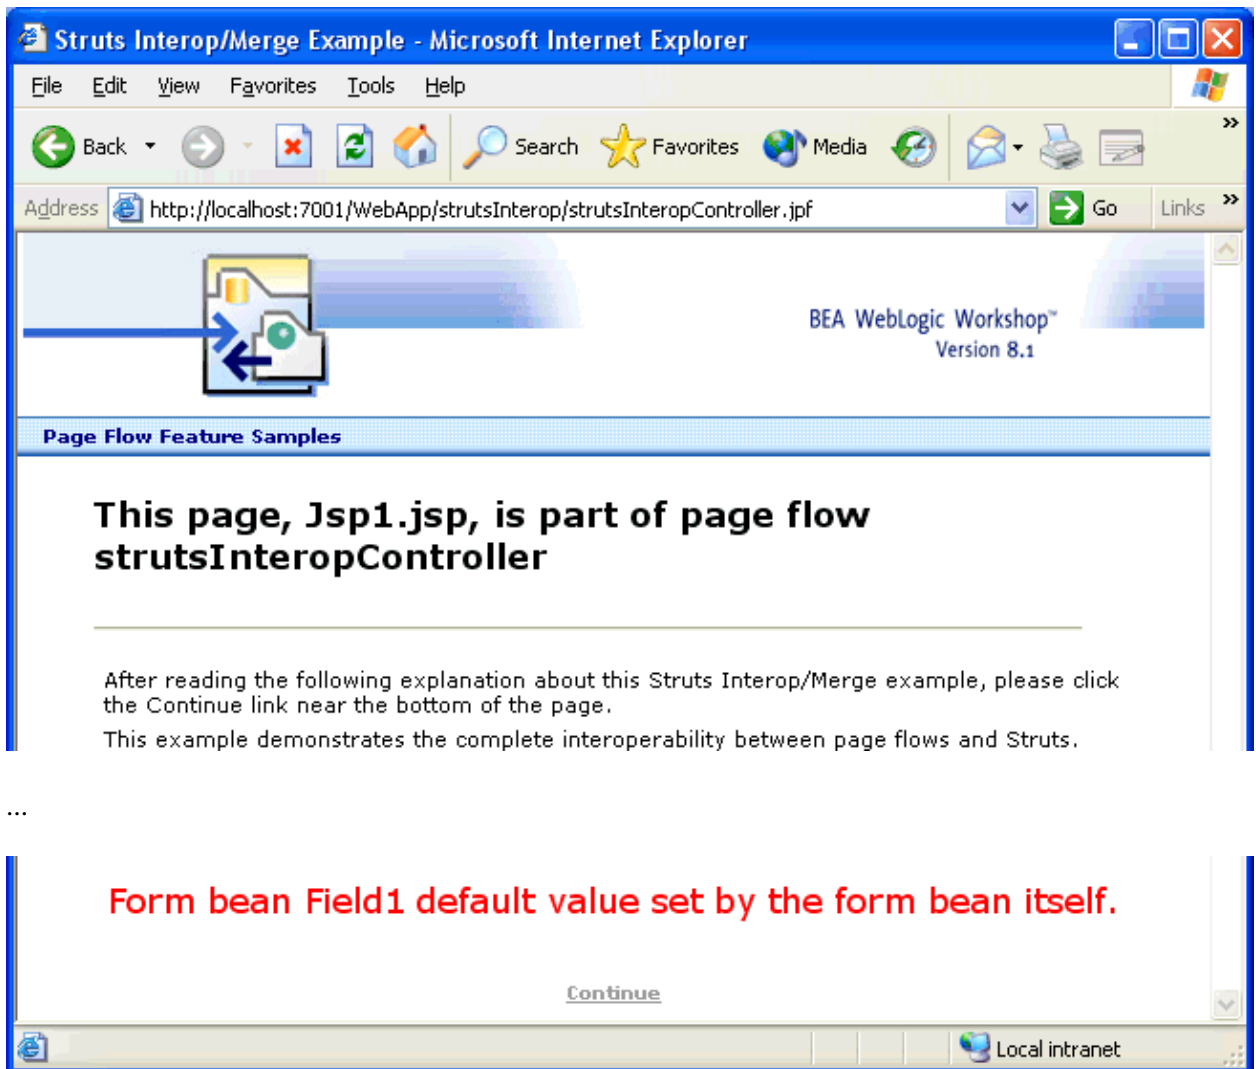 Struts Interop/Merge Example - Microsoft Internet Explorer
File Edit View Favorites Tools Help
Back Search Favorites Media »
Address http://localhost:7001/WebApp/strutsInterop/strutsInteropController.jpf Go Links »
BEA WebLogic Workshop™
Version 8.1
Page Flow Feature Samples
This page, Jsp1.jsp, is part of page flow
strutsInteropController
After reading the following explanation about this Struts Interop/Merge example, please click
the Continue link near the bottom of the page.
This example demonstrates the complete interoperability between page flows and Struts.
...
Form bean Field1 default value set by the form bean itself.
Continue
Local intranet